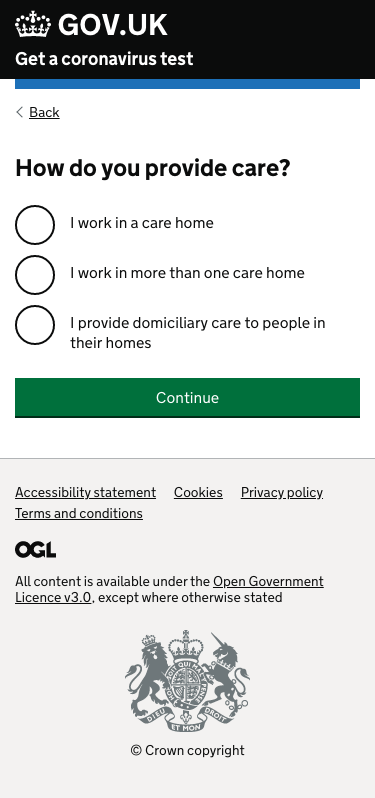 GOV.UK
Get a coronavirus test
Back
How do you provide care?
I work in a care home
I work in more than one care home
I provide domiciliary care to people in
their homes
Continue
Accessibility statement Cookies Privacy policy
Terms and conditions
OGL
All content is available under the Open Government
Licence v3.0, except where otherwise stated
DIEU ET MON DROIT
© Crown copyright